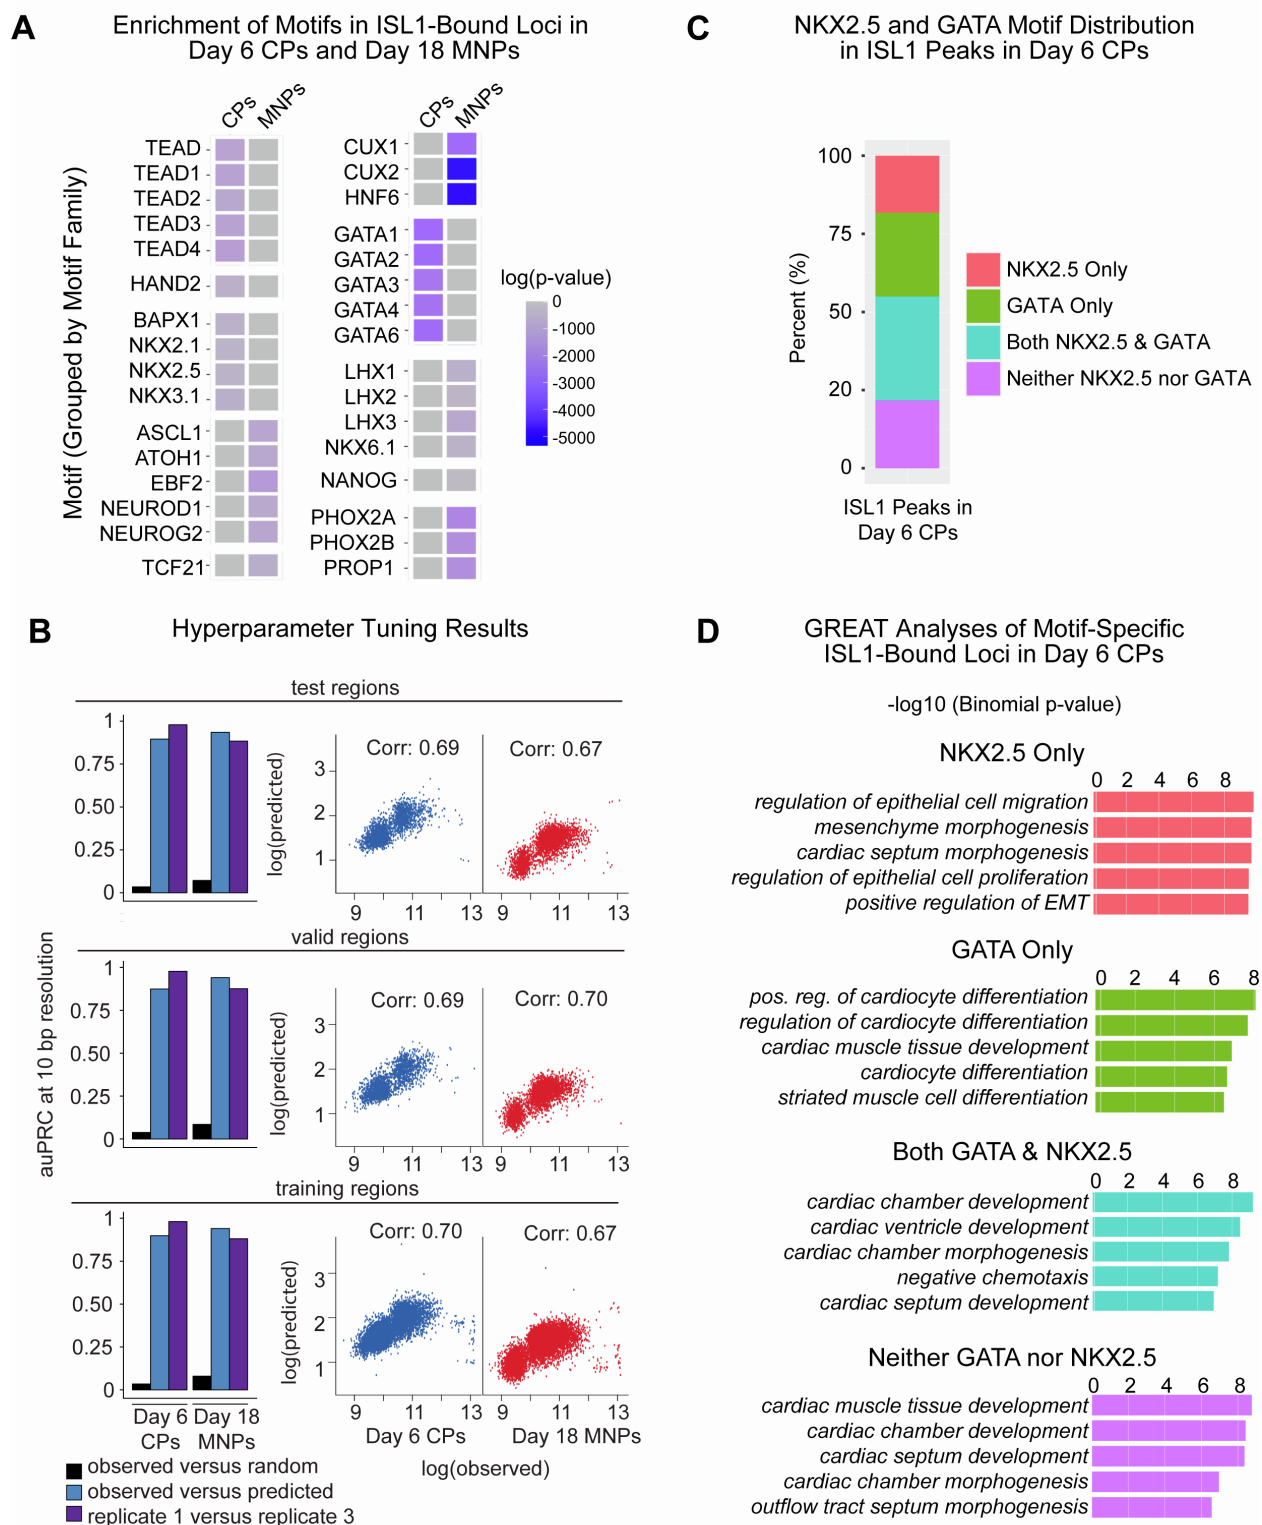 A
Enrichment of Motifs in ISL1-Bound Loci in
Day 6 CPs and Day 18 MNPs
CPs
MNPs
Motif (Grouped by Motif Family)
TEAD
TEAD1
TEAD2
TEAD3
TEAD4
HAND2
BAPX1
NKX2.1
NKX2.5
NKX3.1
ASCL1
ATOH1
EBF2
NEUROD1
NEUROG2
TCF21
CPs
MNPs
CUX1
CUX2
HNF6
GATA1
GATA2
GATA3
GATA4
GATA6
LHX1
LHX2
LHX3
NKX6.1
NANOG
PHOX2A
PHOX2B
PROP1
log(p-value)
0
-1000
-2000
-3000
-4000
-5000
C
NKX2.5 and GATA Motif Distribution
in ISL1 Peaks in Day 6 CPs
Percent (%)
100
75
50
20
0
ISL1 Peaks in
Day 6 CPs
NKX2.5 Only
GATA Only
Both NKX2.5 & GATA
Neither NKX2.5 nor GATA
B
Hyperparameter Tuning Results
auPRC at 10 bp resolution
test regions
1
0.75
0.50
0.25
0
log(predicted)
3
2
1
Corr: 0.69
Corr: 0.67
9 11 13 9 11 13
valid regions
1
0.75
0.50
0.25
0
log(predicted)
3
2
1
Corr: 0.69
Corr: 0.70
9 11 13 9 11 13
training regions
1
0.75
0.50
0.25
0
log(predicted)
3
2
1
Corr: 0.70
Corr: 0.67
9 11 13 9 11 13
Day 6
CPs
Day 18
MNPs
Day 6 CPs
Day 18 MNPs
log(observed)
observed versus random
observed versus predicted
replicate 1 versus replicate 3
D
GREAT Analyses of Motif-Specific
ISL1-Bound Loci in Day 6 CPs
-log10 (Binomial p-value)
NKX2.5 Only
0 2 4 6 8
regulation of epithelial cell migration
mesenchyme morphogenesis
cardiac septum morphogenesis
regulation of epithelial cell proliferation
positive regulation of EMT
GATA Only
0 2 4 6 8
pos. reg. of cardiocyte differentiation
regulation of cardiocyte differentiation
cardiac muscle tissue development
cardiocyte differentiation
striated muscle cell differentiation
Both GATA & NKX2.5
0 2 4 6 8
cardiac chamber development
cardiac ventricle development
cardiac chamber morphogenesis
negative chemotaxis
cardiac septum development
Neither GATA nor NKX2.5
0 2 4 6 8
cardiac muscle tissue development
cardiac chamber development
cardiac septum development
cardiac chamber morphogenesis
outflow tract septum morphogenesis